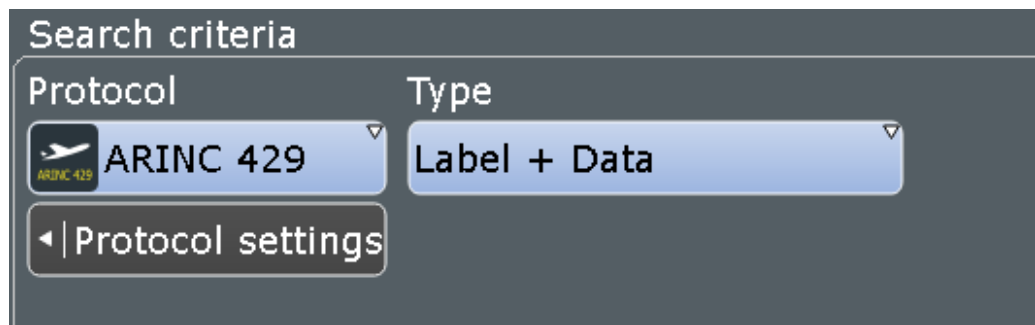 Search criteria
Protocol
Type
ARINC 429
ARINC 429
Label + Data
Protocol settings